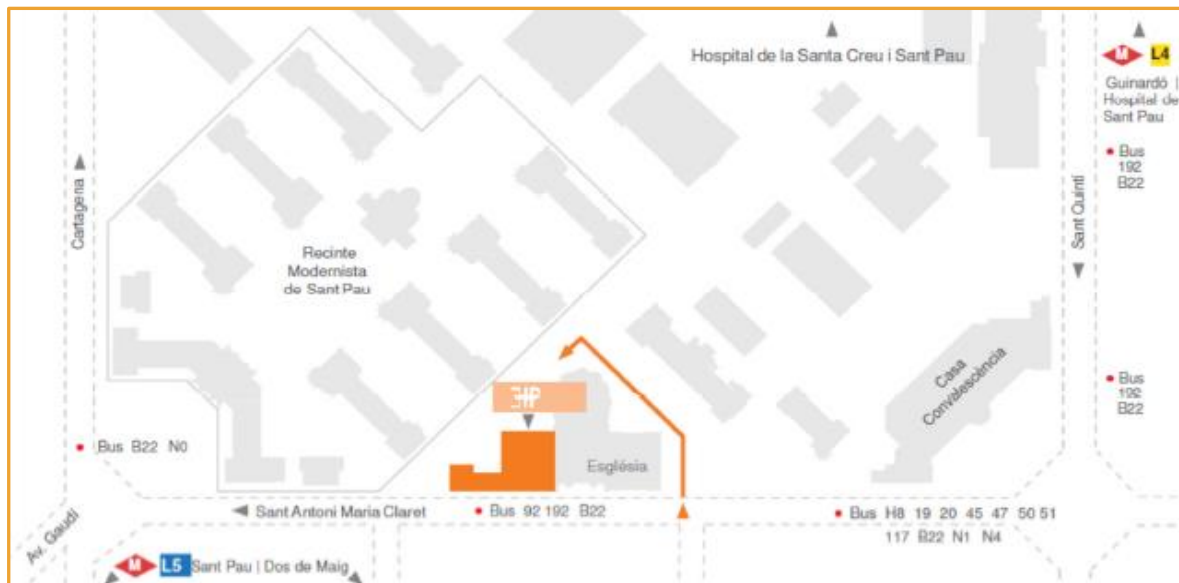 Hospital de la Santa Creu i Sant Pau
M L4
Guinardó |
Hospital de
Sant Pau
Bus
192
B22
Cartagena
Sant Quintí
Recinte
Modernista
de Sant Pau
Casa
Convalescència
Bus
192
B22
Bus B22 N0
Església
Sant Antoni Maria Claret
Bus 92 192 B22
Bus H8 19 20 45 47 50 51
117 B22 N1 N4
Av. Gaudí
M L5 Sant Pau | Dos de Maig